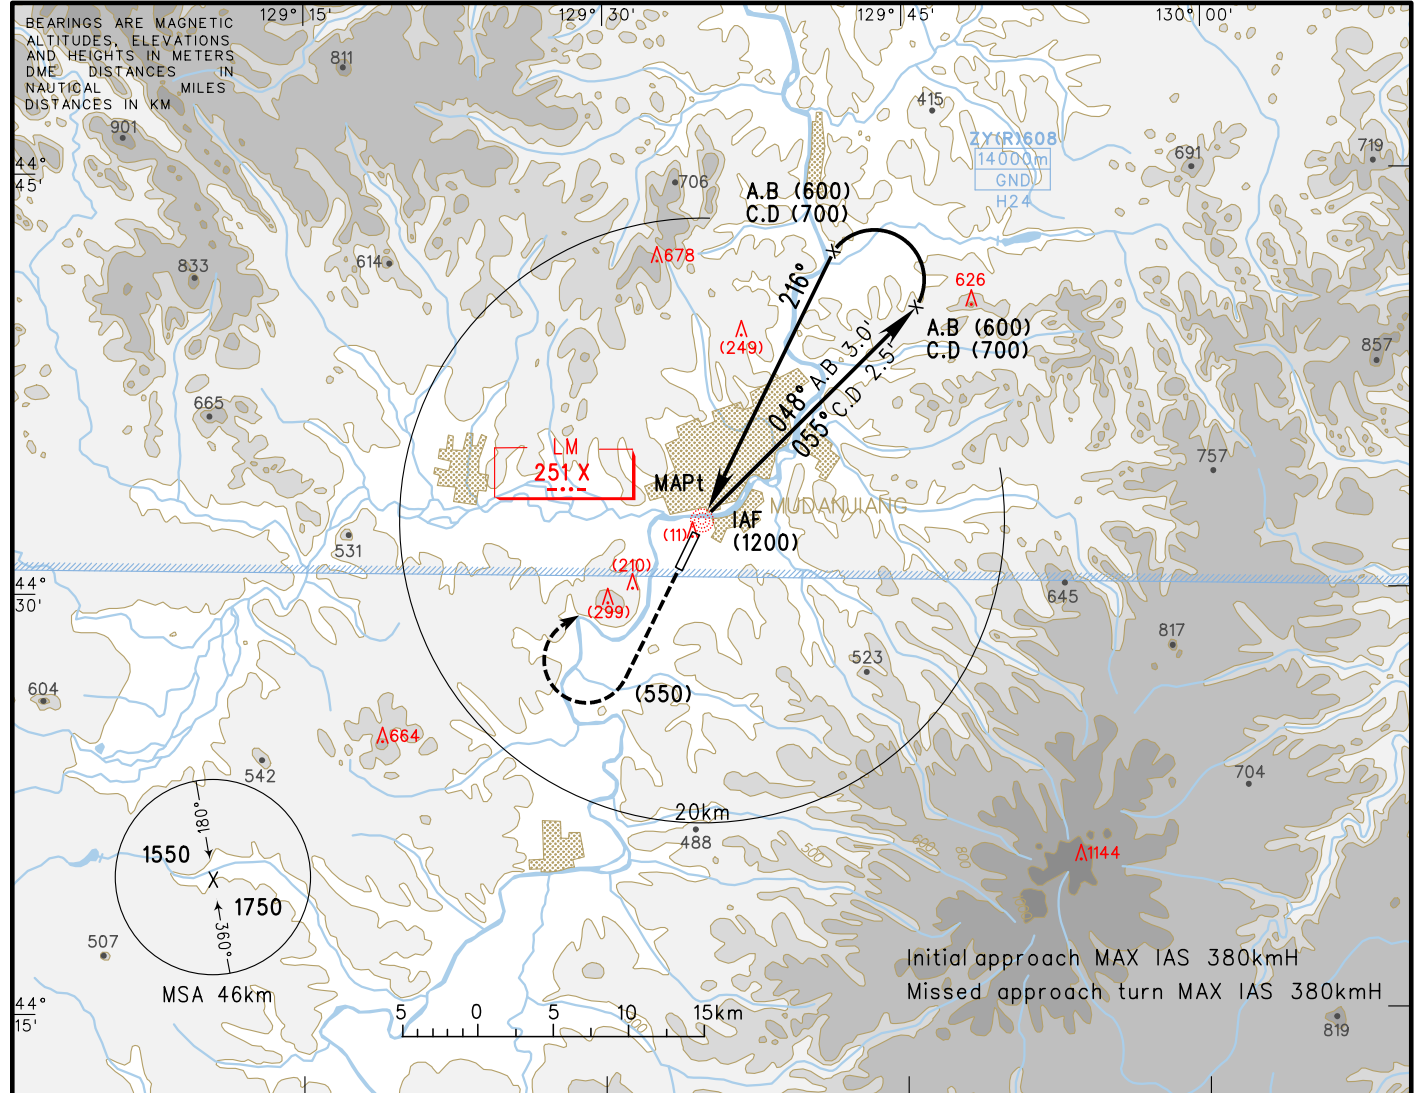 129° 15'
129° 30'
129° 45'
130° 00'
BEARINGS ARE MAGNETIC
ALTITUDES, ELEVATIONS
AND HEIGHTS IN METERS
DME DISTANCES IN
NAUTICAL MILES
DISTANCES IN KM
811
901
415
ZY(R)608
14000m
GND
H24
691
719
44°
45'
706
A.B (600)
C.D (700)
678
614
833
216°
626
A.B (600)
C.D (700)
(249)
857
048° A.B 3.0'
055° C.D 2.5'
665
LM
251 X
757
MAPt
MUDANJIANG
IAF
(1200)
(11)
531
(210)
44°
30'
(299)
645
817
523
604
(550)
664
542
704
180°
20km
488
500
600
800
1144
1550
1750
360°
507
MSA 46km
Initial approach MAX IAS 380kmH
Missed approach turn MAX IAS 380kmH
44°
15'
5 0 5 10 15km
819